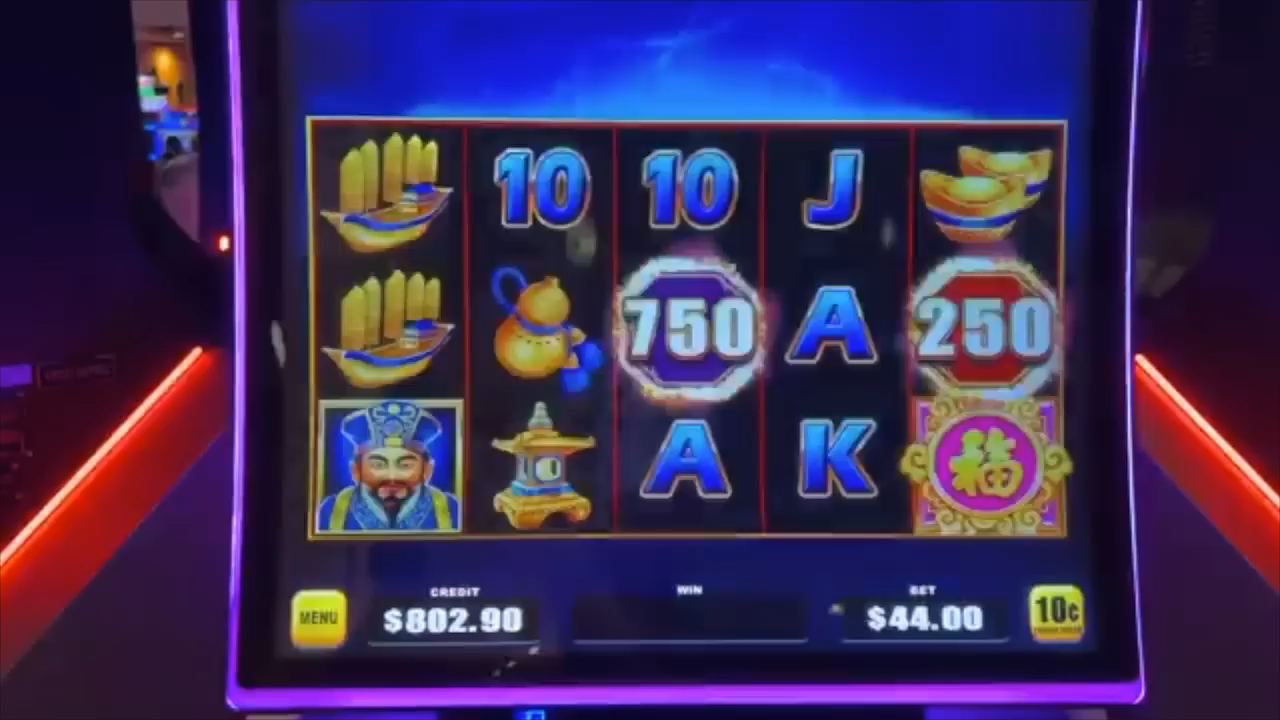 10 10 J
750 A 250
A K 福
CREDIT WIN BET
MENU $802.90 $44.00 10¢